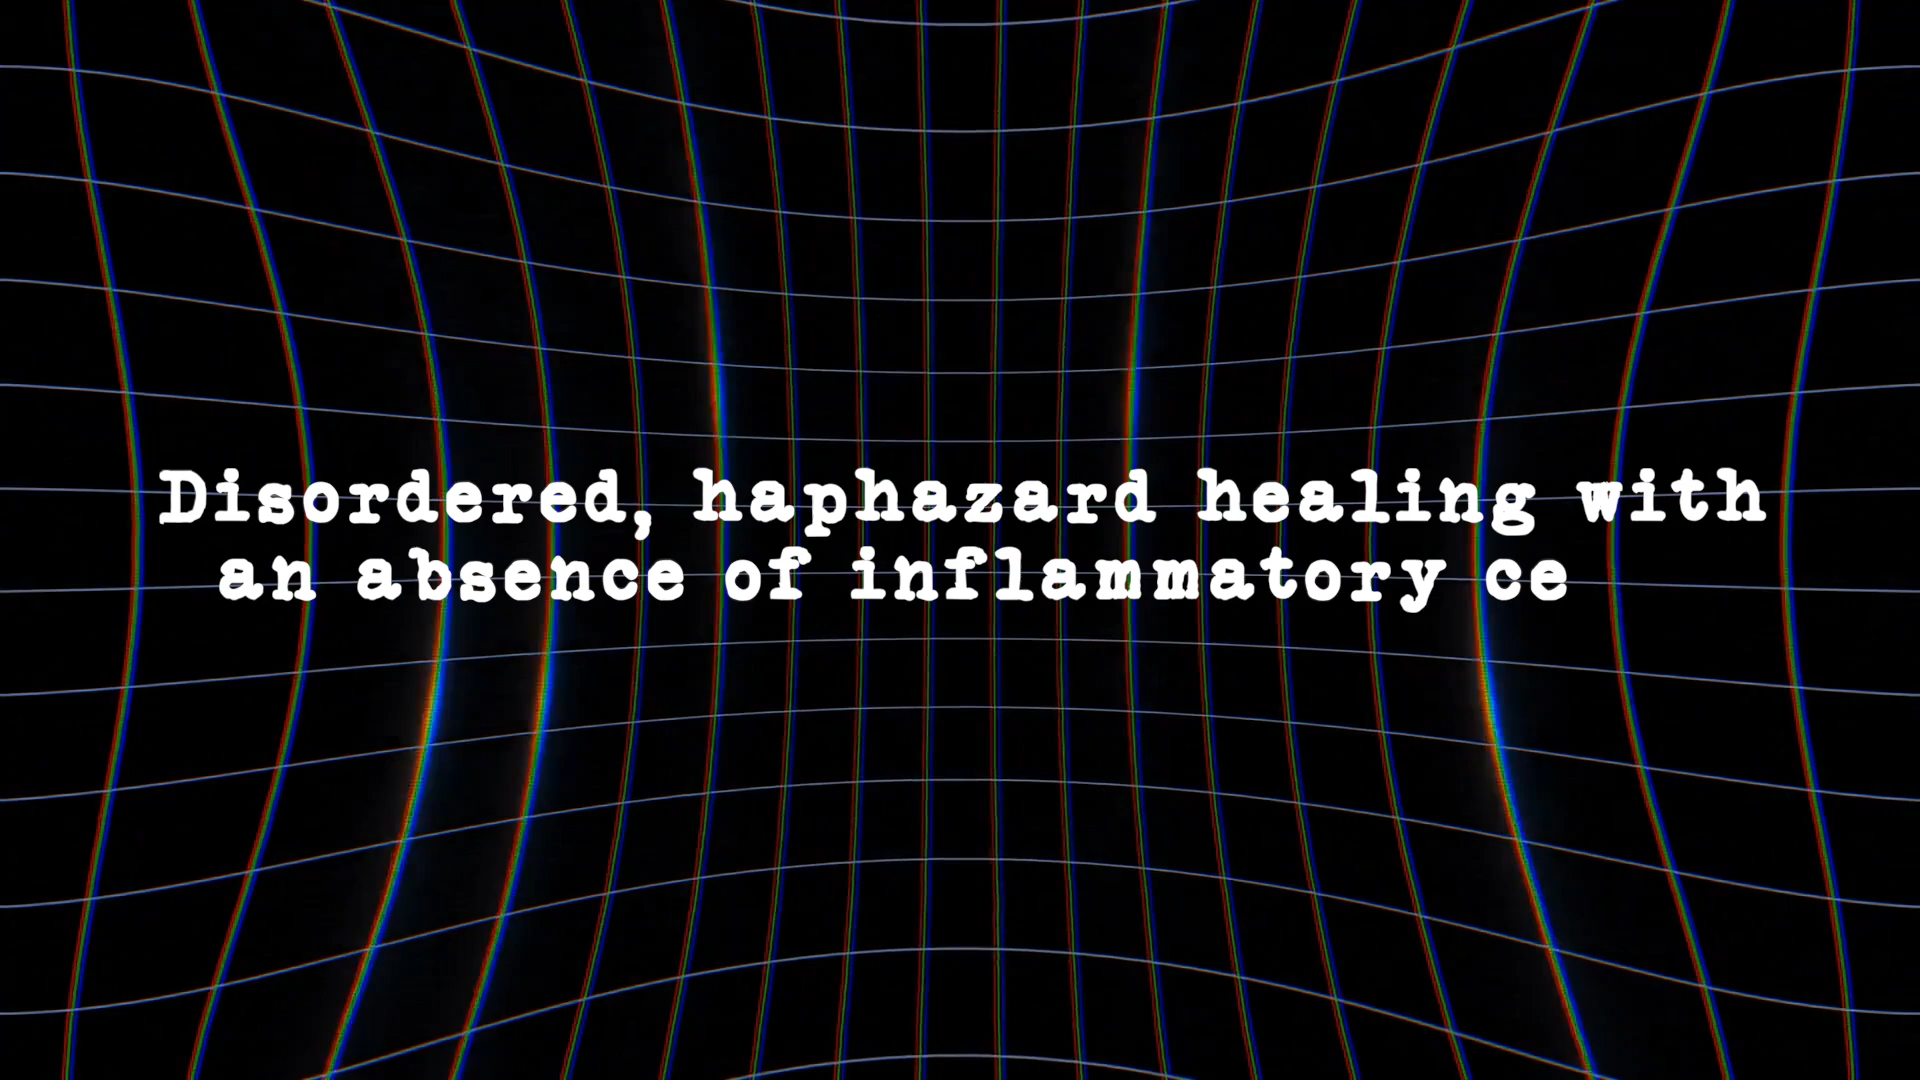 Disordered, haphazard healing with
an absence of inflammatory ce